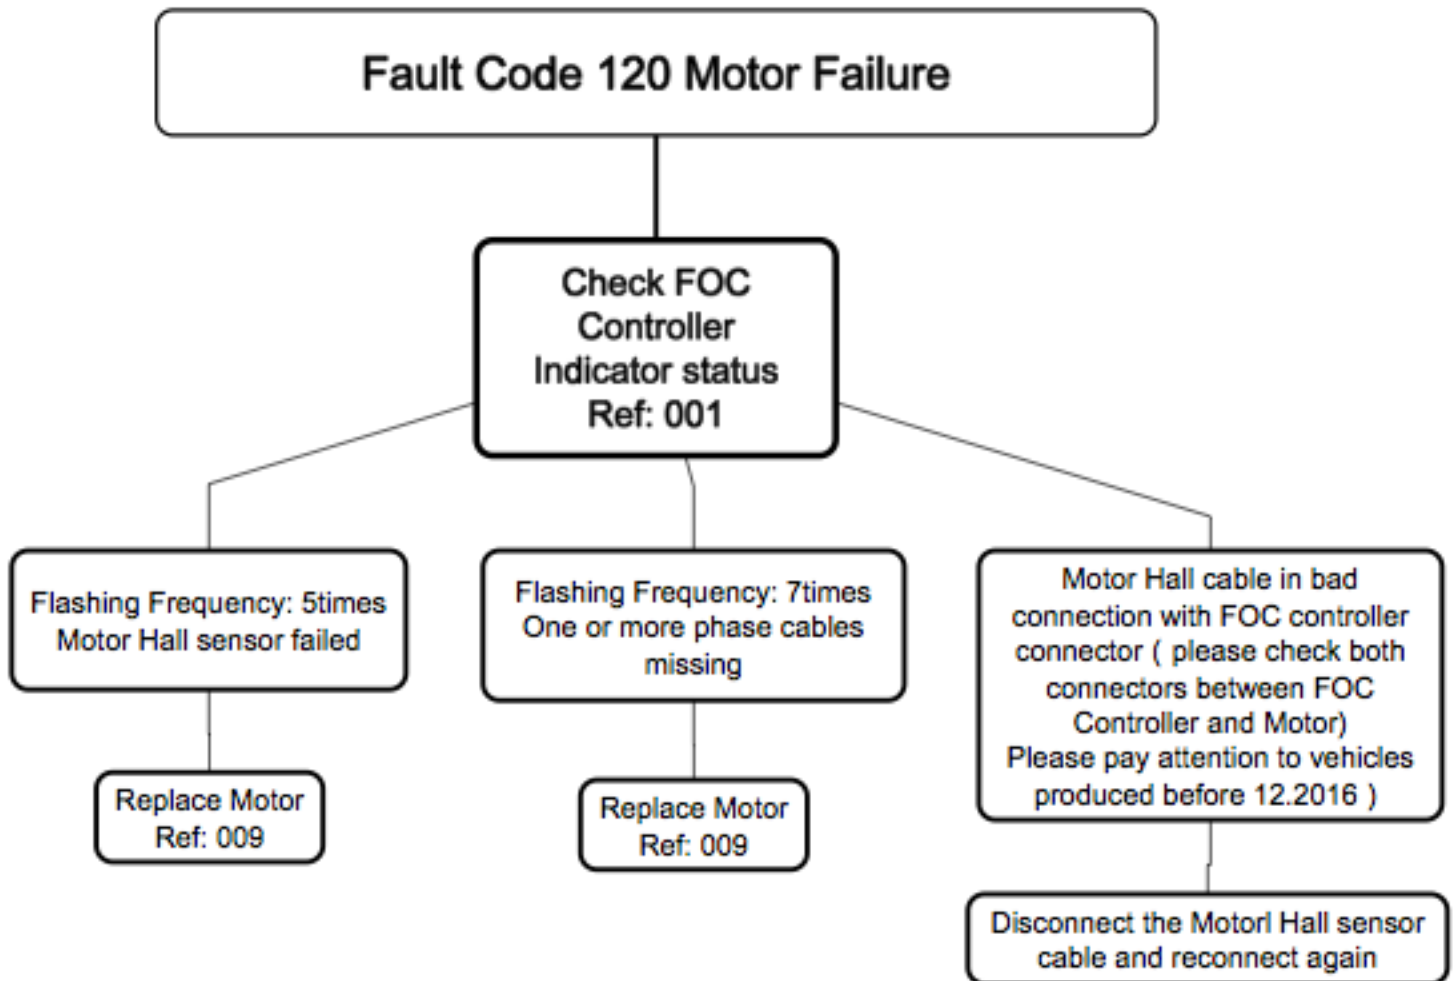 Fault Code 120 Motor Failure
Check FOC
Controller
Indicator status
Ref: 001
Flashing Frequency: 5times
Motor Hall sensor failed
Replace Motor
Ref: 009
Flashing Frequency: 7times
One or more phase cables
missing
Replace Motor
Ref: 009
Motor Hall cable in bad
connection with FOC controller
connector ( please check both
connectors between FOC
Controller and Motor)
Please pay attention to vehicles
produced before 12.2016 )
Disconnect the Motorl Hall sensor
cable and reconnect again